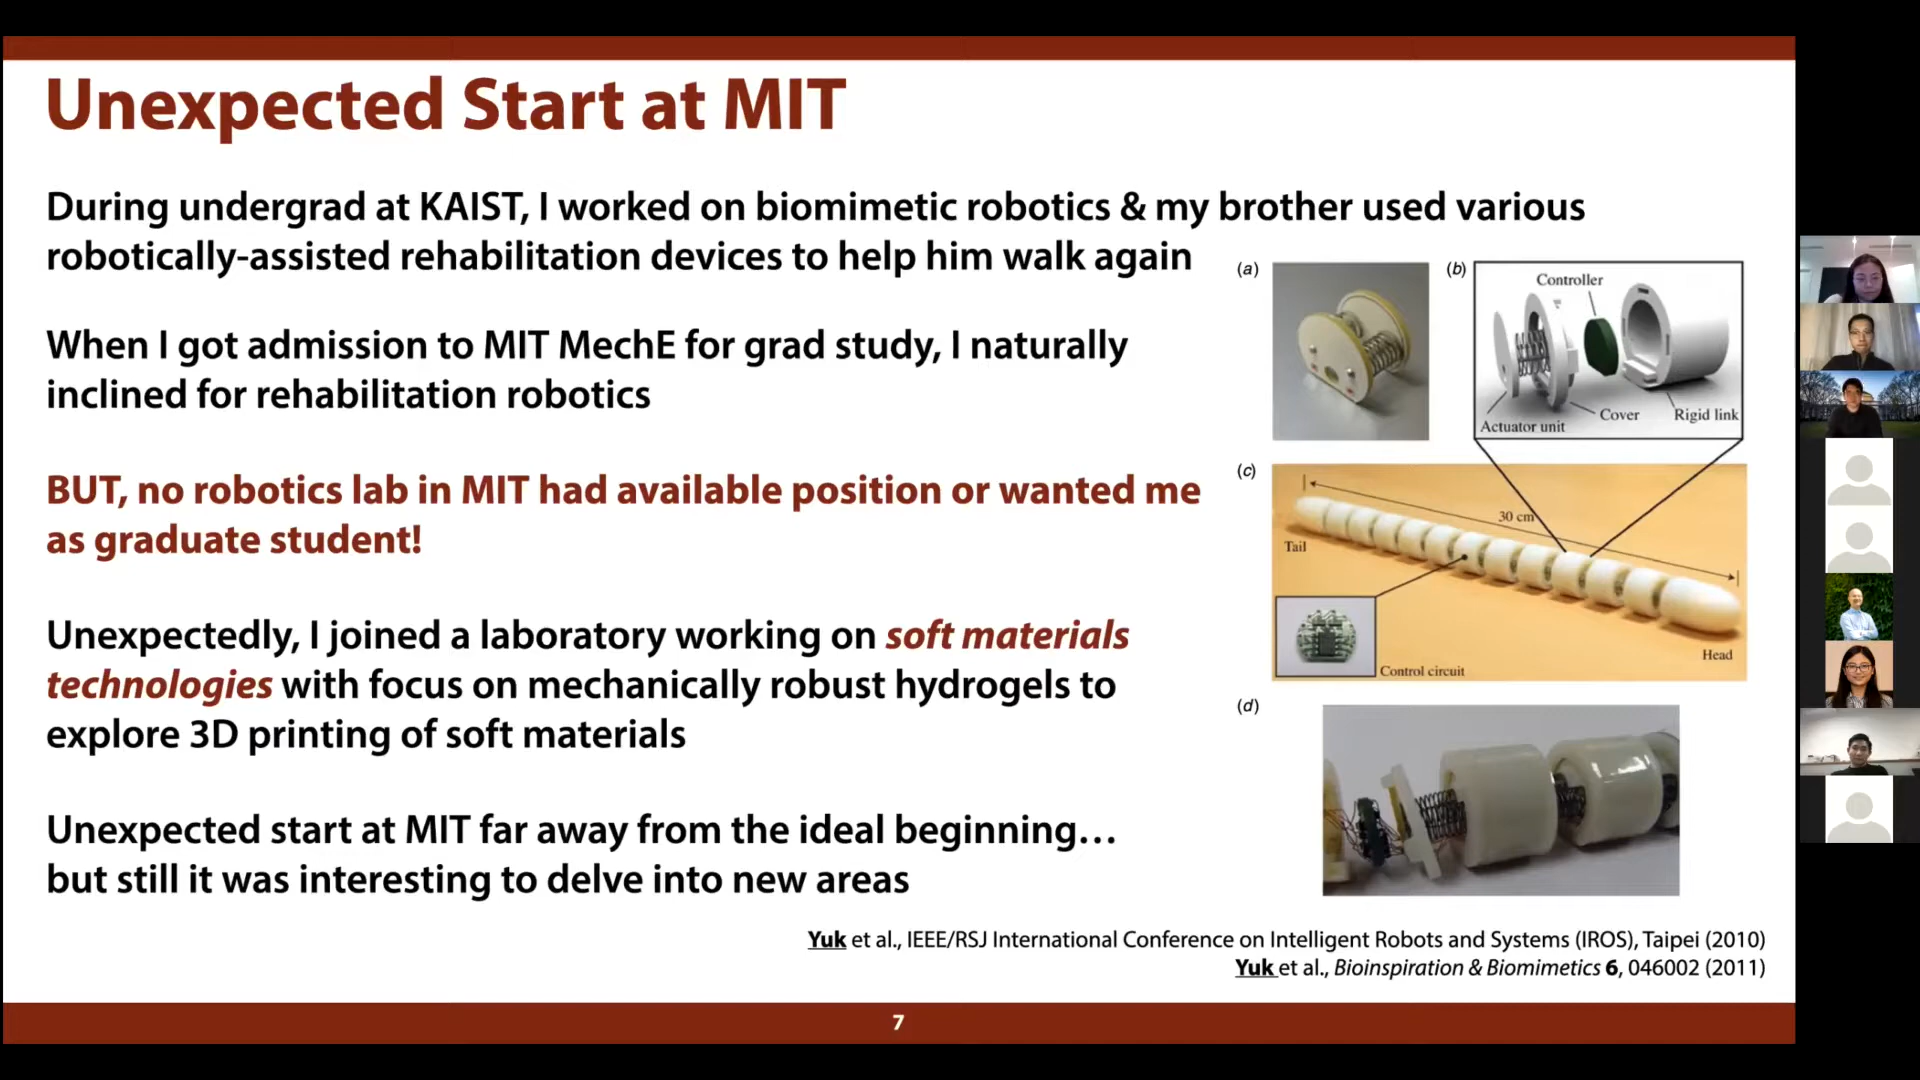 Unexpected Start at MIT
During undergrad at KAIST, I worked on biomimetic robotics & my brother used various
robotically-assisted rehabilitation devices to help him walk again
When I got admission to MIT MechE for grad study, I naturally
inclined for rehabilitation robotics
BUT, no robotics lab in MIT had available position or wanted me
as graduate student!
Unexpectedly, I joined a laboratory working on soft materials
technologies with focus on mechanically robust hydrogels to
explore 3D printing of soft materials
Unexpected start at MIT far away from the ideal beginning…
but still it was interesting to delve into new areas
(a)
(b)
Controller
Cover
Rigid link
Actuator unit
(c)
30 cm
Tail
Head
Control circuit
(d)
Yuk et al., IEEE/RSJ International Conference on Intelligent Robots and Systems (IROS), Taipei (2010)
Yuk et al., Bioinspiration & Biomimetics 6, 046002 (2011)
7